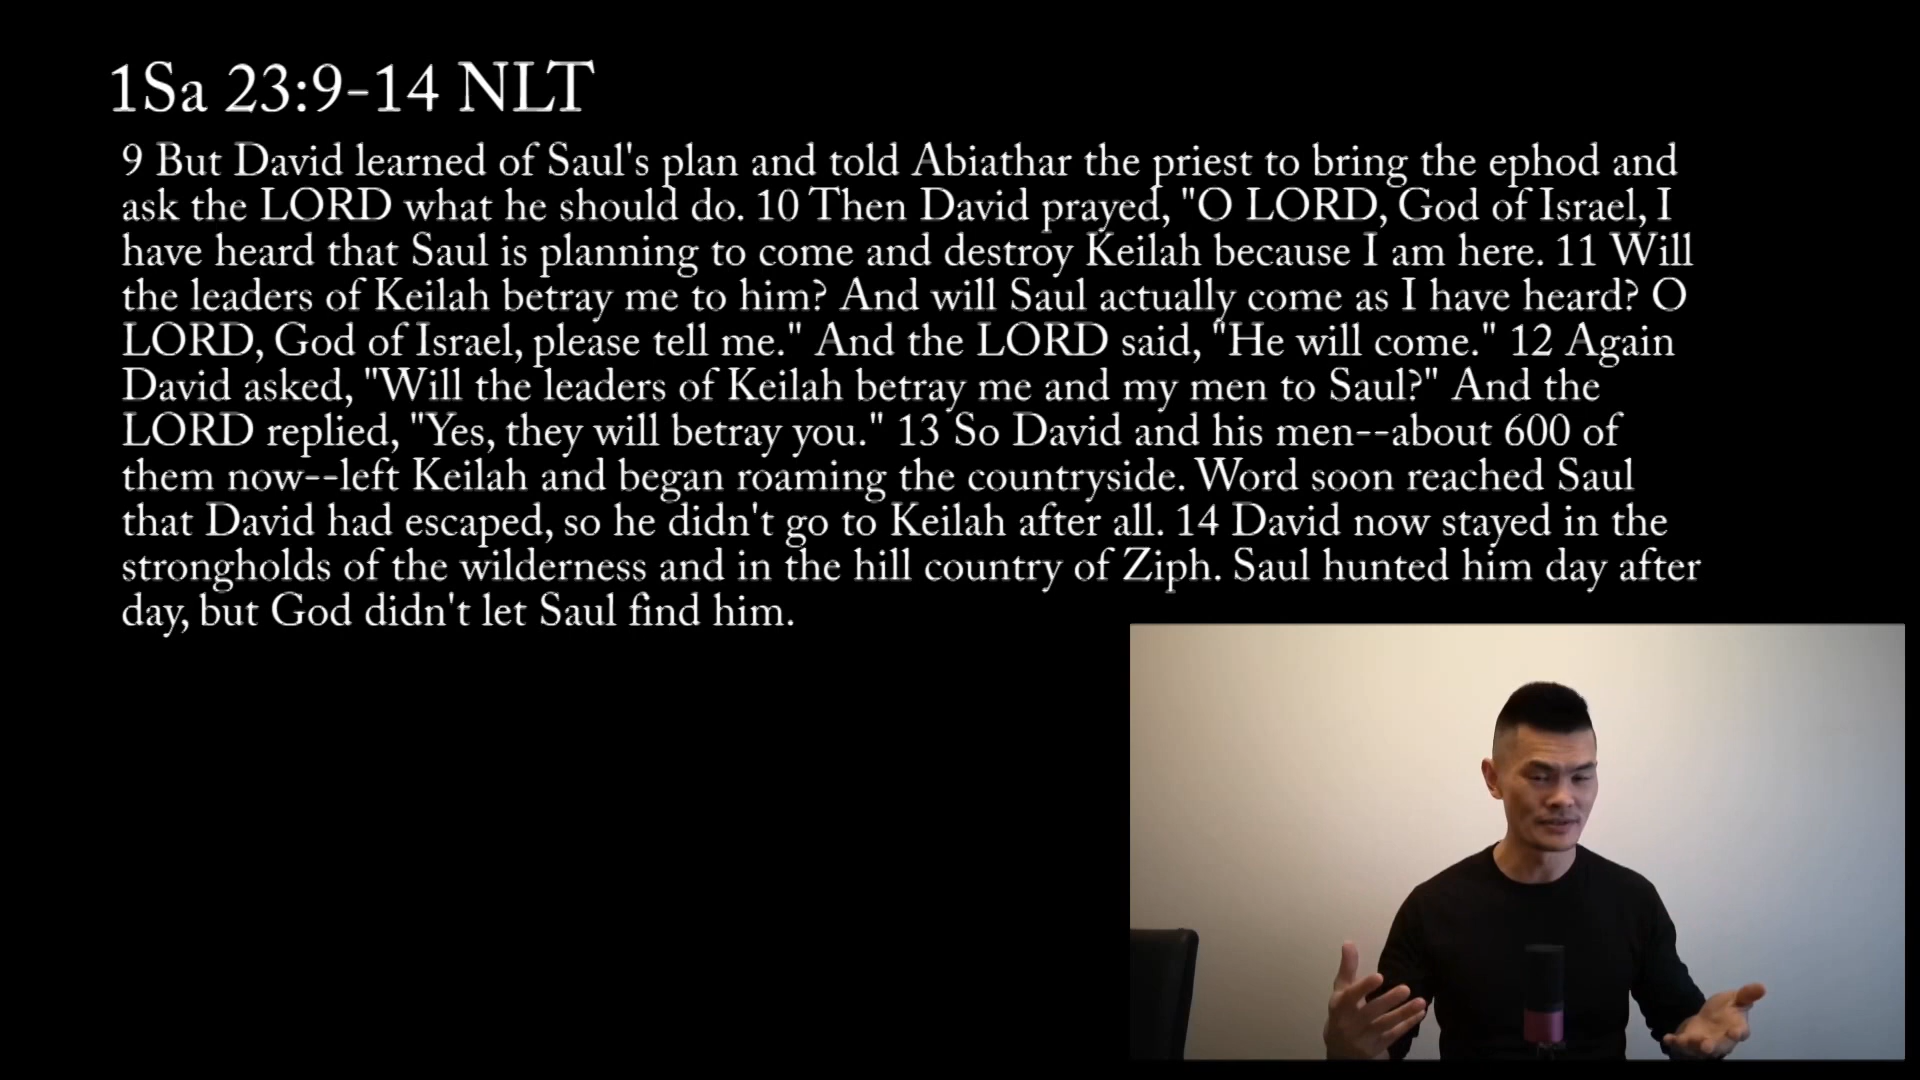 1Sa 23:9-14 NLT
9 But David learned of Saul's plan and told Abiathar the priest to bring the ephod and
ask the LORD what he should do. 10 Then David prayed, "O LORD, God of Israel, I
have heard that Saul is planning to come and destroy Keilah because I am here. 11 Will
the leaders of Keilah betray me to him? And will Saul actually come as I have heard? O
LORD, God of Israel, please tell me." And the LORD said, "He will come." 12 Again
David asked, "Will the leaders of Keilah betray me and my men to Saul?" And the
LORD replied, "Yes, they will betray you." 13 So David and his men--about 600 of
them now--left Keilah and began roaming the countryside. Word soon reached Saul
that David had escaped, so he didn't go to Keilah after all. 14 David now stayed in the
strongholds of the wilderness and in the hill country of Ziph. Saul hunted him day after
day, but God didn't let Saul find him.